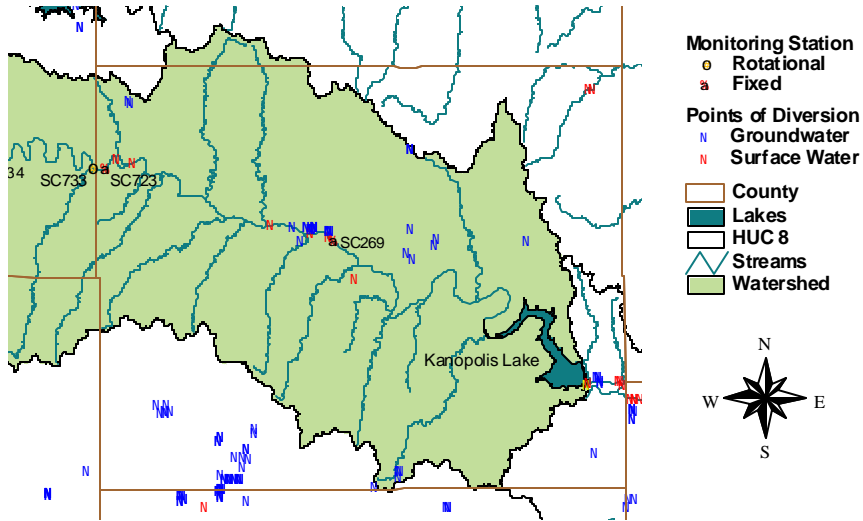 Monitoring Station
o Rotational
a Fixed
Points of Diversion
N Groundwater
N Surface Water
County
Lakes
HUC 8
Streams
Watershed
34
SC733
SC723
SC269
Kanopolis Lake
N
W
E
S